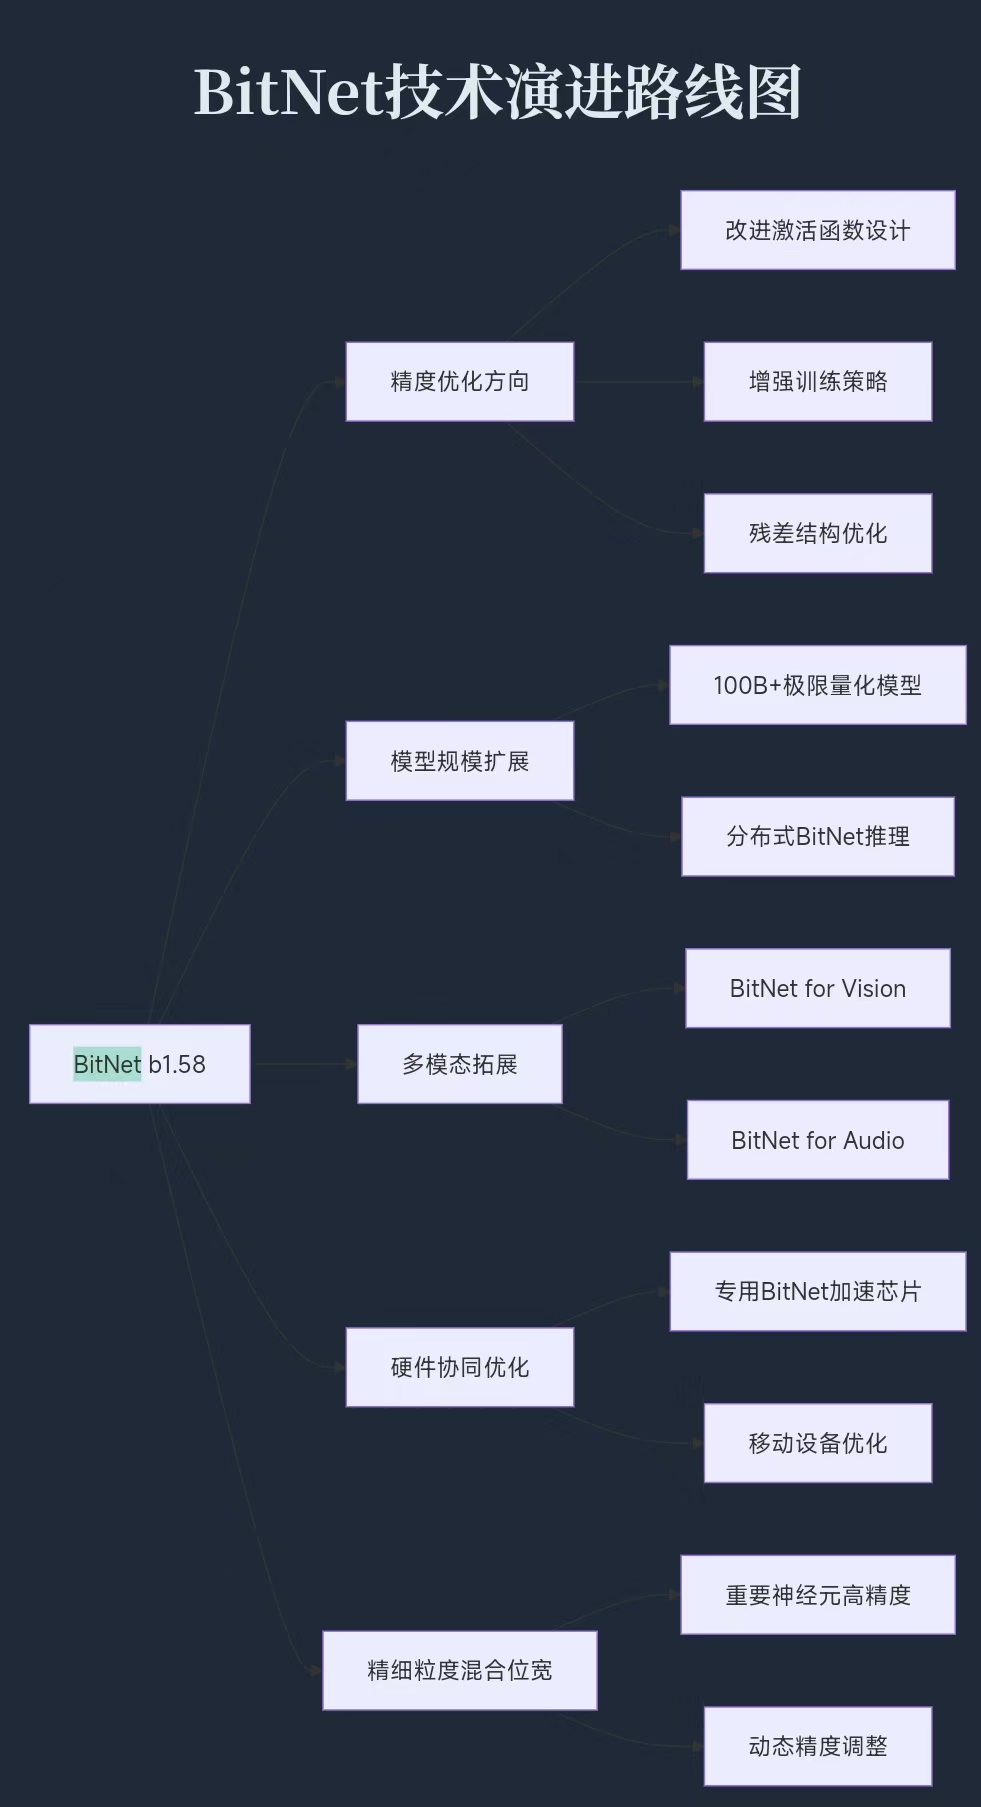 BitNet技术演进路线图
改进激活函数设计
精度优化方向
增强训练策略
残差结构优化
100B+极限量化模型
模型规模扩展
分布式BitNet推理
BitNet for Vision
BitNet b1.58
多模态拓展
BitNet for Audio
专用BitNet加速芯片
硬件协同优化
移动设备优化
重要神经元高精度
精细粒度混合位宽
动态精度调整